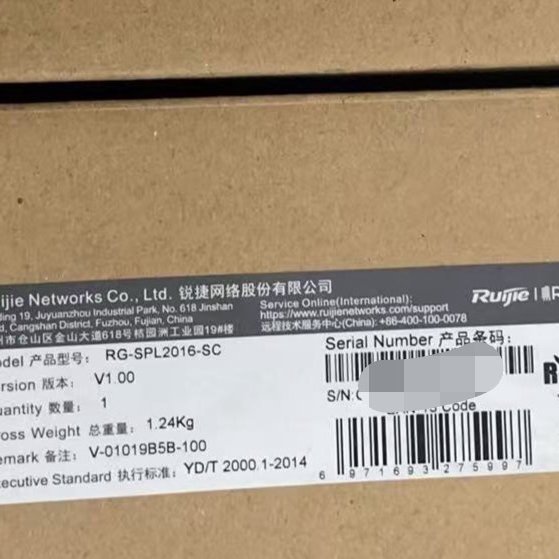 ijie Networks Co., Ltd. 锐捷网络股份有限公司
ding 19, Juyuanzhou Industrial Park, No. 618 Jinshan
d, Cangshan District, Fuzhou, Fujian, China
州市仓山区金山大道618号桔园洲工业园19#楼
Service Online(International):
https://www.ruijienetworks.com/support
远程技术服务中心(China): +86-400-100-0078
Ruijie
odel 产品型号: RG-SPL2016-SC
ersion 版本: V1.00
uantity 数量: 1
oss Weight 总重量: 1.24Kg
emark 备注: V-01019B5B-100
xecutive Standard 执行标准: YD/T 2000.1-2014
Serial Number 产品条码:
S/N:
Code
6 971693 275997